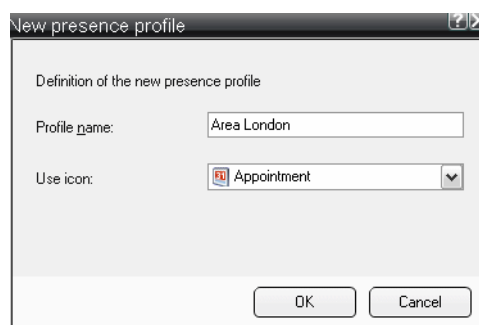 New presence profile
Definition of the new presence profile
Profile name: Area London
Use icon: Appointment
OK Cancel